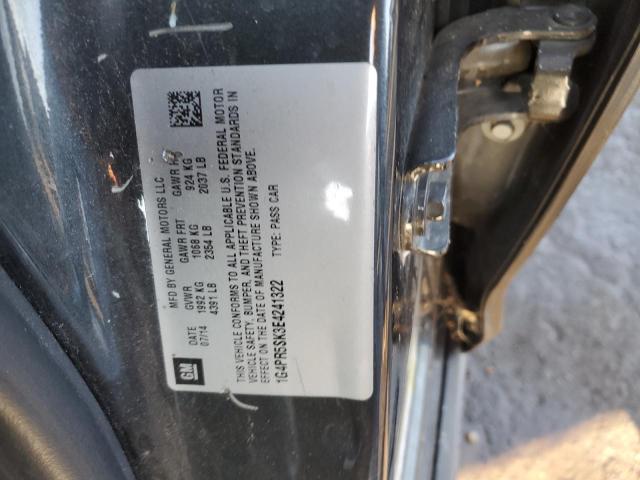 GM
MFD BY GENERAL MOTORS LLC
DATE GVWR GAWR FRT GAWR RR
07/14 1992 KG 1068 KG 924 KG
4391 LB 2354 LB 2037 LB
THIS VEHICLE CONFORMS TO ALL APPLICABLE U.S. FEDERAL MOTOR
VEHICLE SAFETY, BUMPER, AND THEFT PREVENTION STANDARDS IN
EFFECT ON THE DATE OF MANUFACTURE SHOWN ABOVE.
1G4PR5SK3E4241322 TYPE: PASS CAR